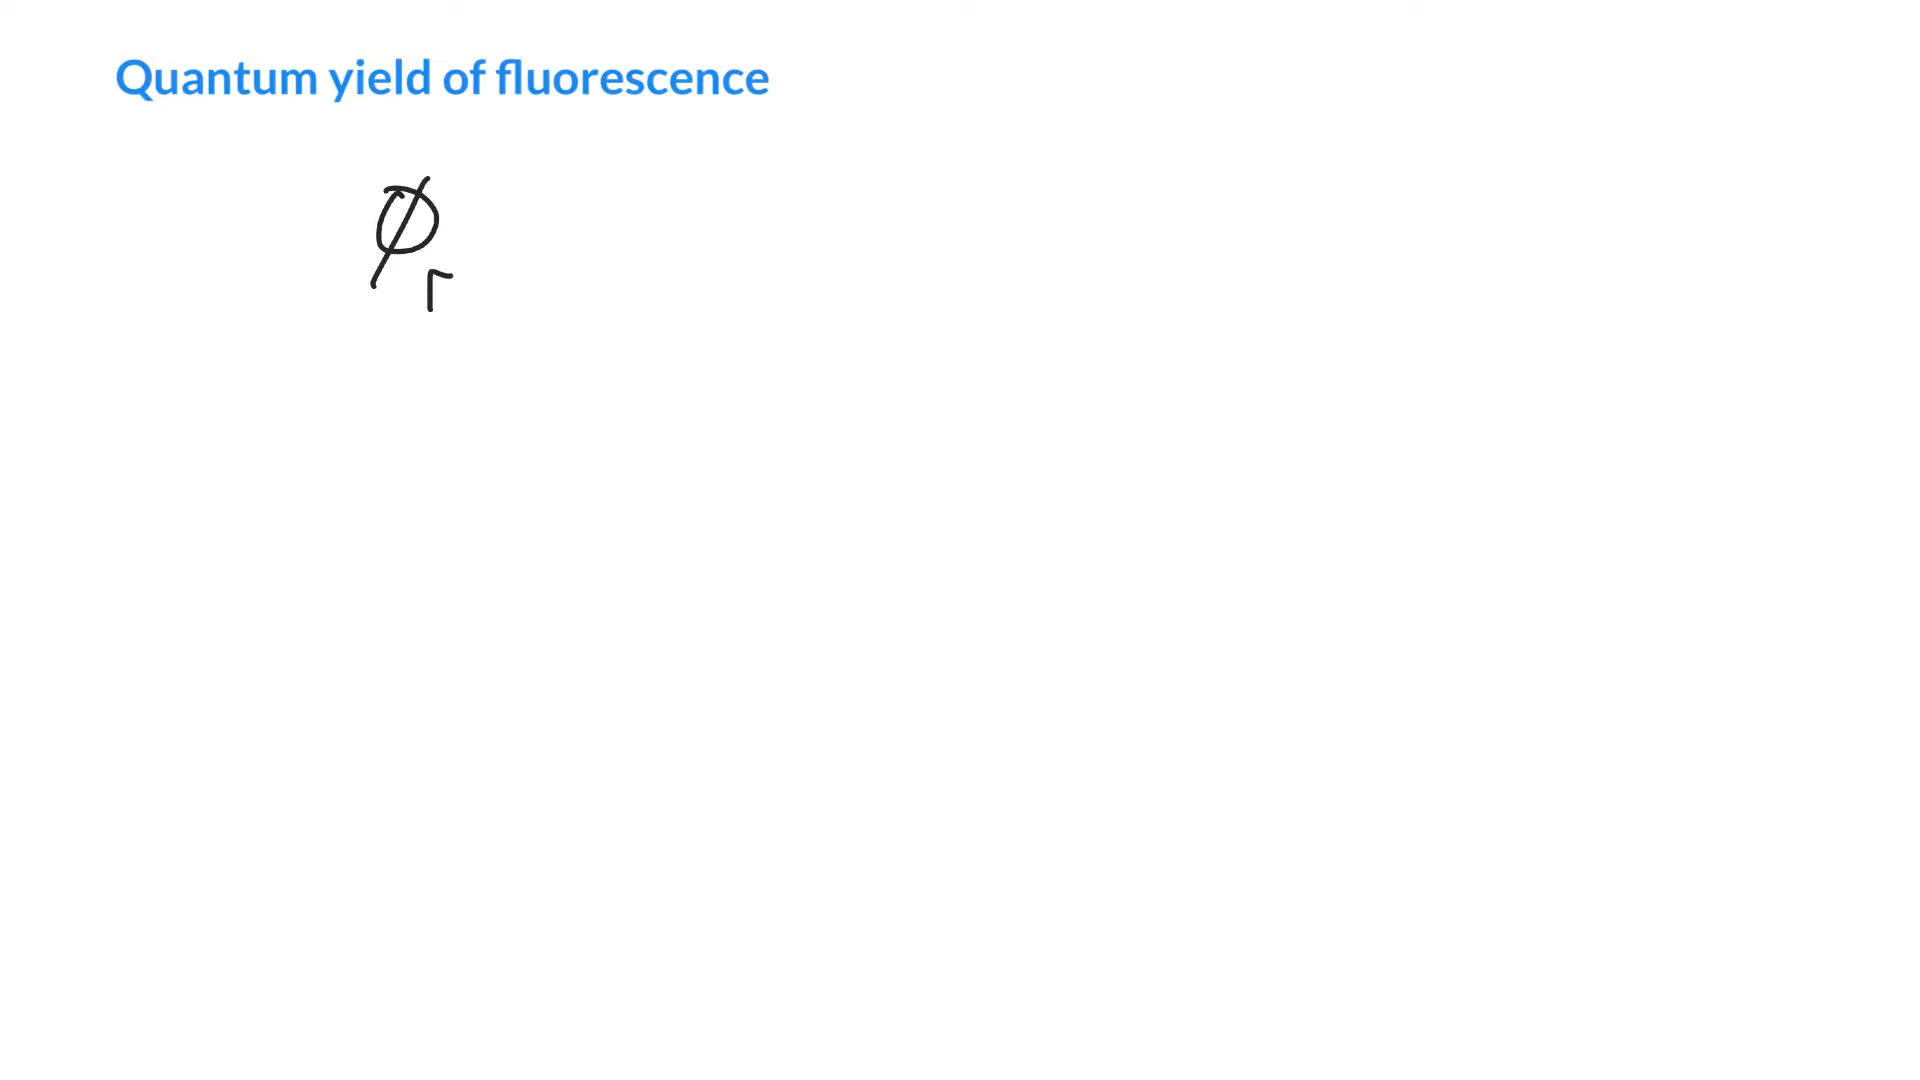 Quantum yield of fluorescence
ϕ